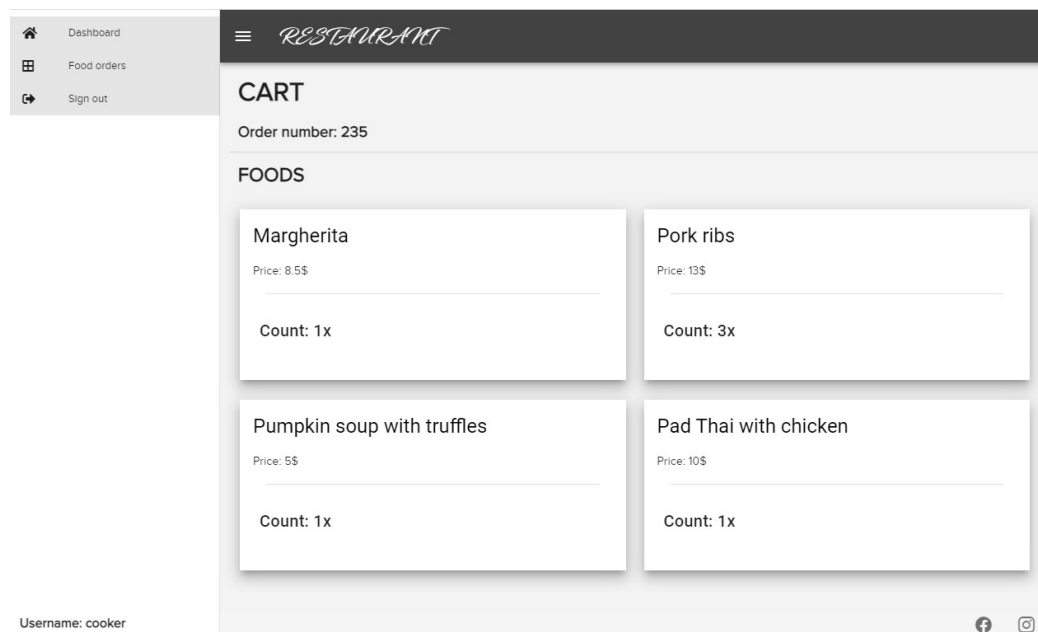 Dashboard
Food orders
Sign out
RESTAURANT
CART
Order number: 235
FOODS
Margherita
Price: 8.5$
Count: 1x
Pork ribs
Price: 13$
Count: 3x
Pumpkin soup with truffles
Price: 5$
Count: 1x
Pad Thai with chicken
Price: 10$
Count: 1x
Username: cooker